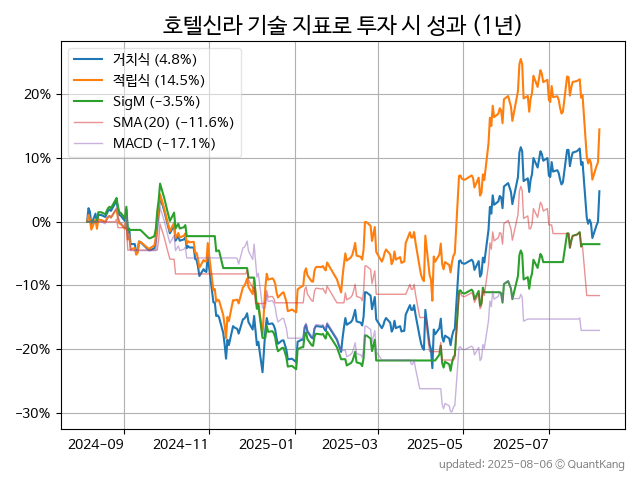 호텔신라 기술 지표로 투자 시 성과 (1년)
거치식 (4.8%)
적립식 (14.5%)
SigM (−3.5%)
SMA(20) (−11.6%)
MACD (−17.1%)
20%
10%
0%
−10%
−20%
−30%
2024-09 2024-11 2025-01 2025-03 2025-05 2025-07
updated: 2025-08-06 ⓒ QuantKang